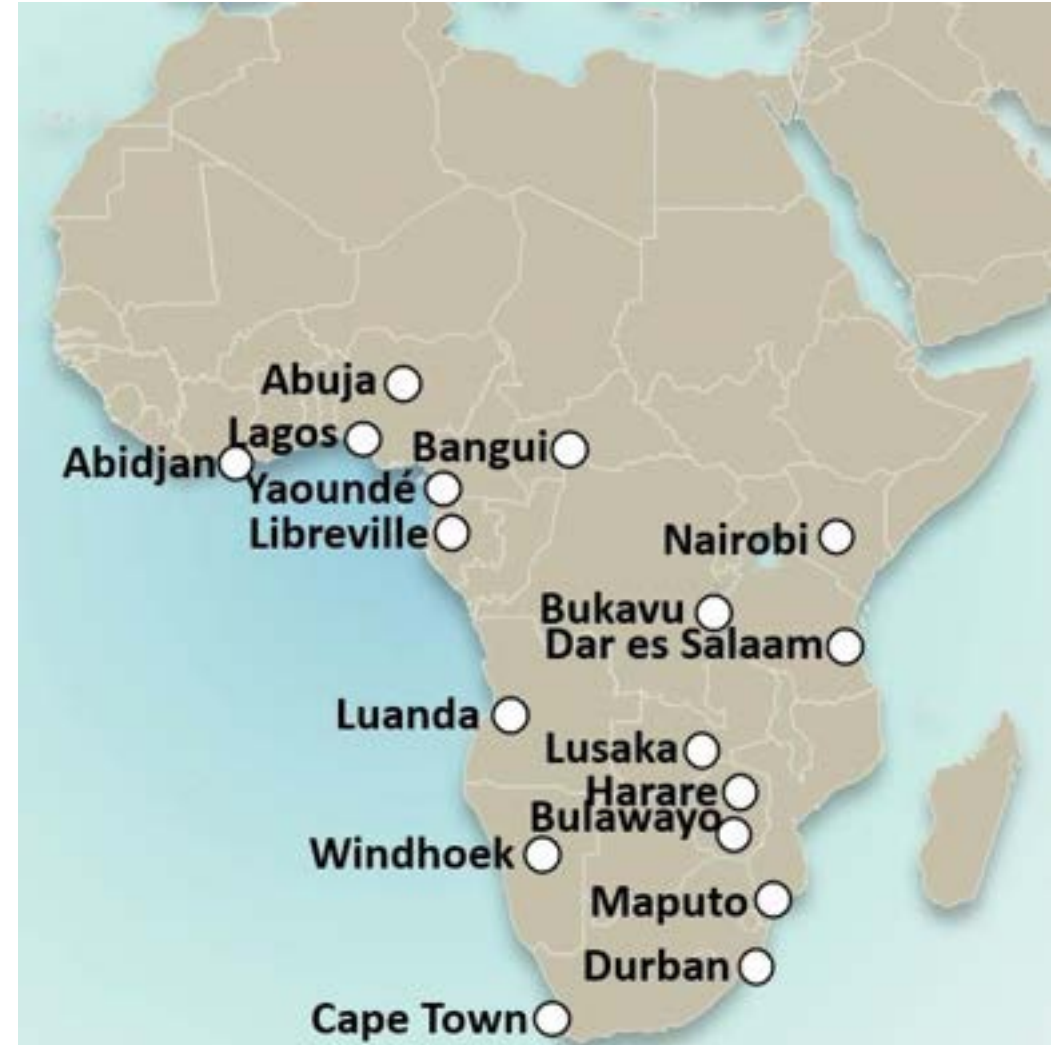 Abuja
Lagos
Bangui
Abidjan
Yaoundé
Libreville
Nairobi
Bukavu
Dar es Salaam
Luanda
Lusaka
Harare
Bulawayo
Windhoek
Maputo
Durban
Cape Town